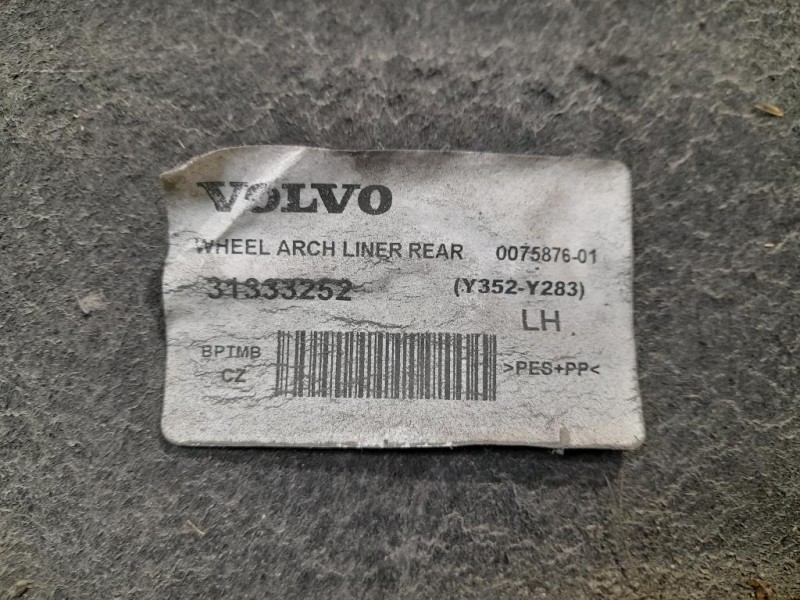 VOLVO
WHEEL ARCH LINER REAR 0075876-01
31333252 (Y352-Y283)
LH
BPTMB
CZ >PES+PP<